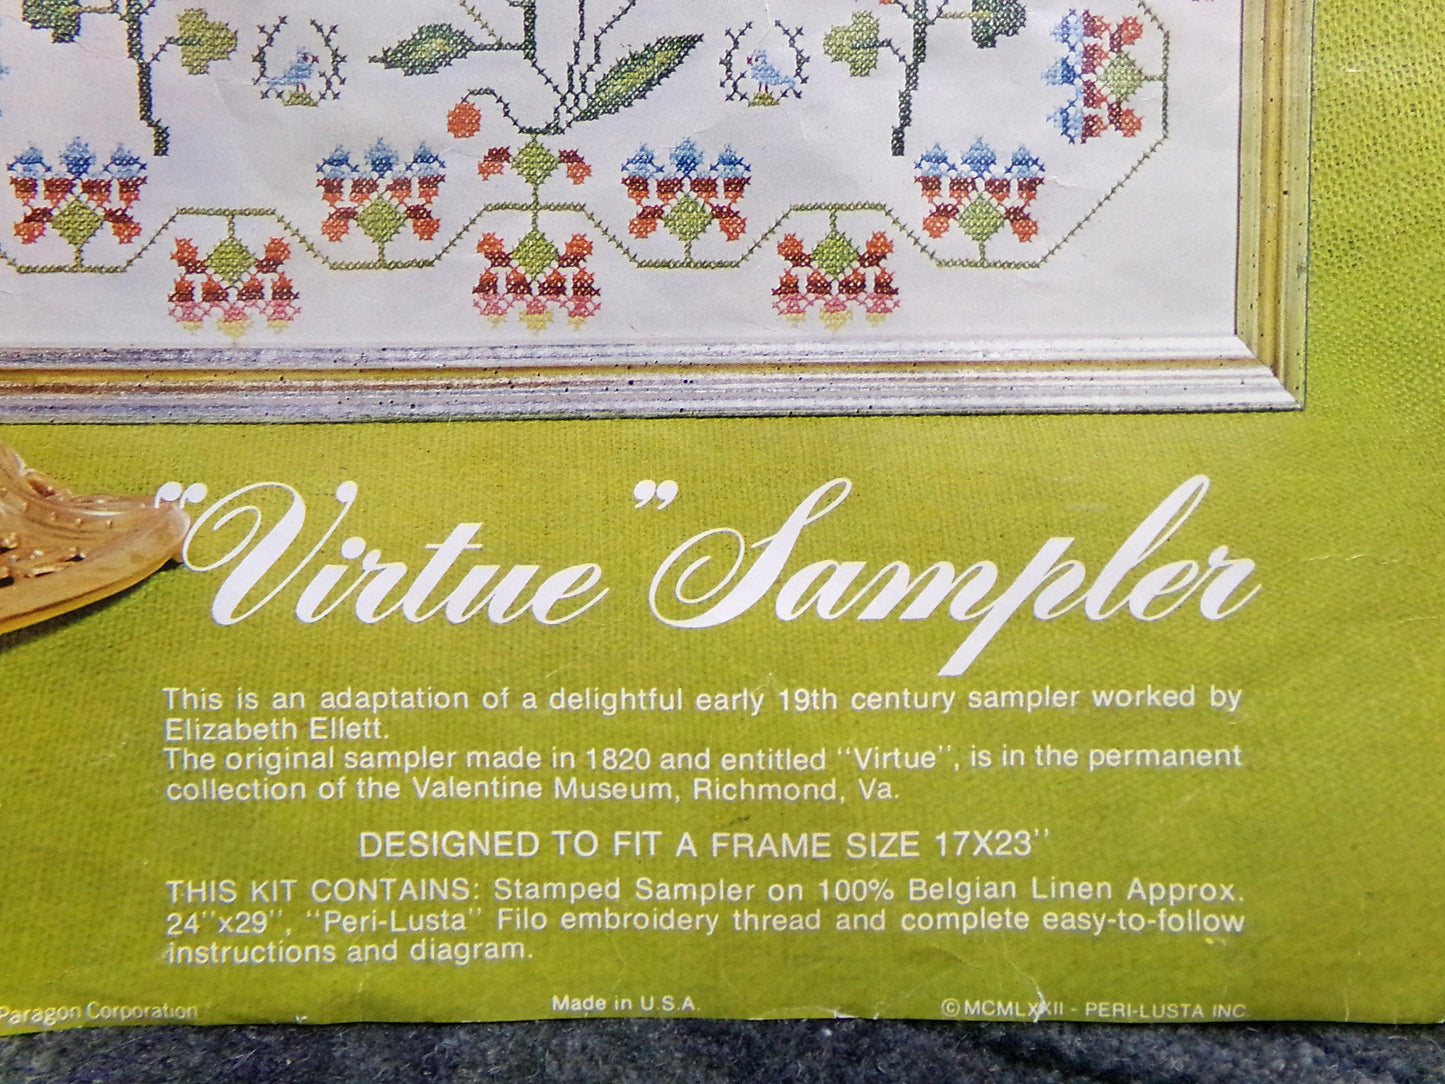 “Virtue” Sampler
This is an adaptation of a delightful early 19th century sampler worked by
Elizabeth Ellett.
The original sampler made in 1820 and entitled ‘‘Virtue’’, is in the permanent
collection of the Valentine Museum, Richmond, Va.
DESIGNED TO FIT A FRAME SIZE 17X23’’
THIS KIT CONTAINS: Stamped Sampler on 100% Belgian Linen Approx.
24’’x29’’, ‘‘Peri-Lusta’’ Filo embroidery thread and complete easy-to-follow
instructions and diagram.
Paragon Corporation Made in U.S.A. ©MCMLXXII - PERI-LUSTA INC.